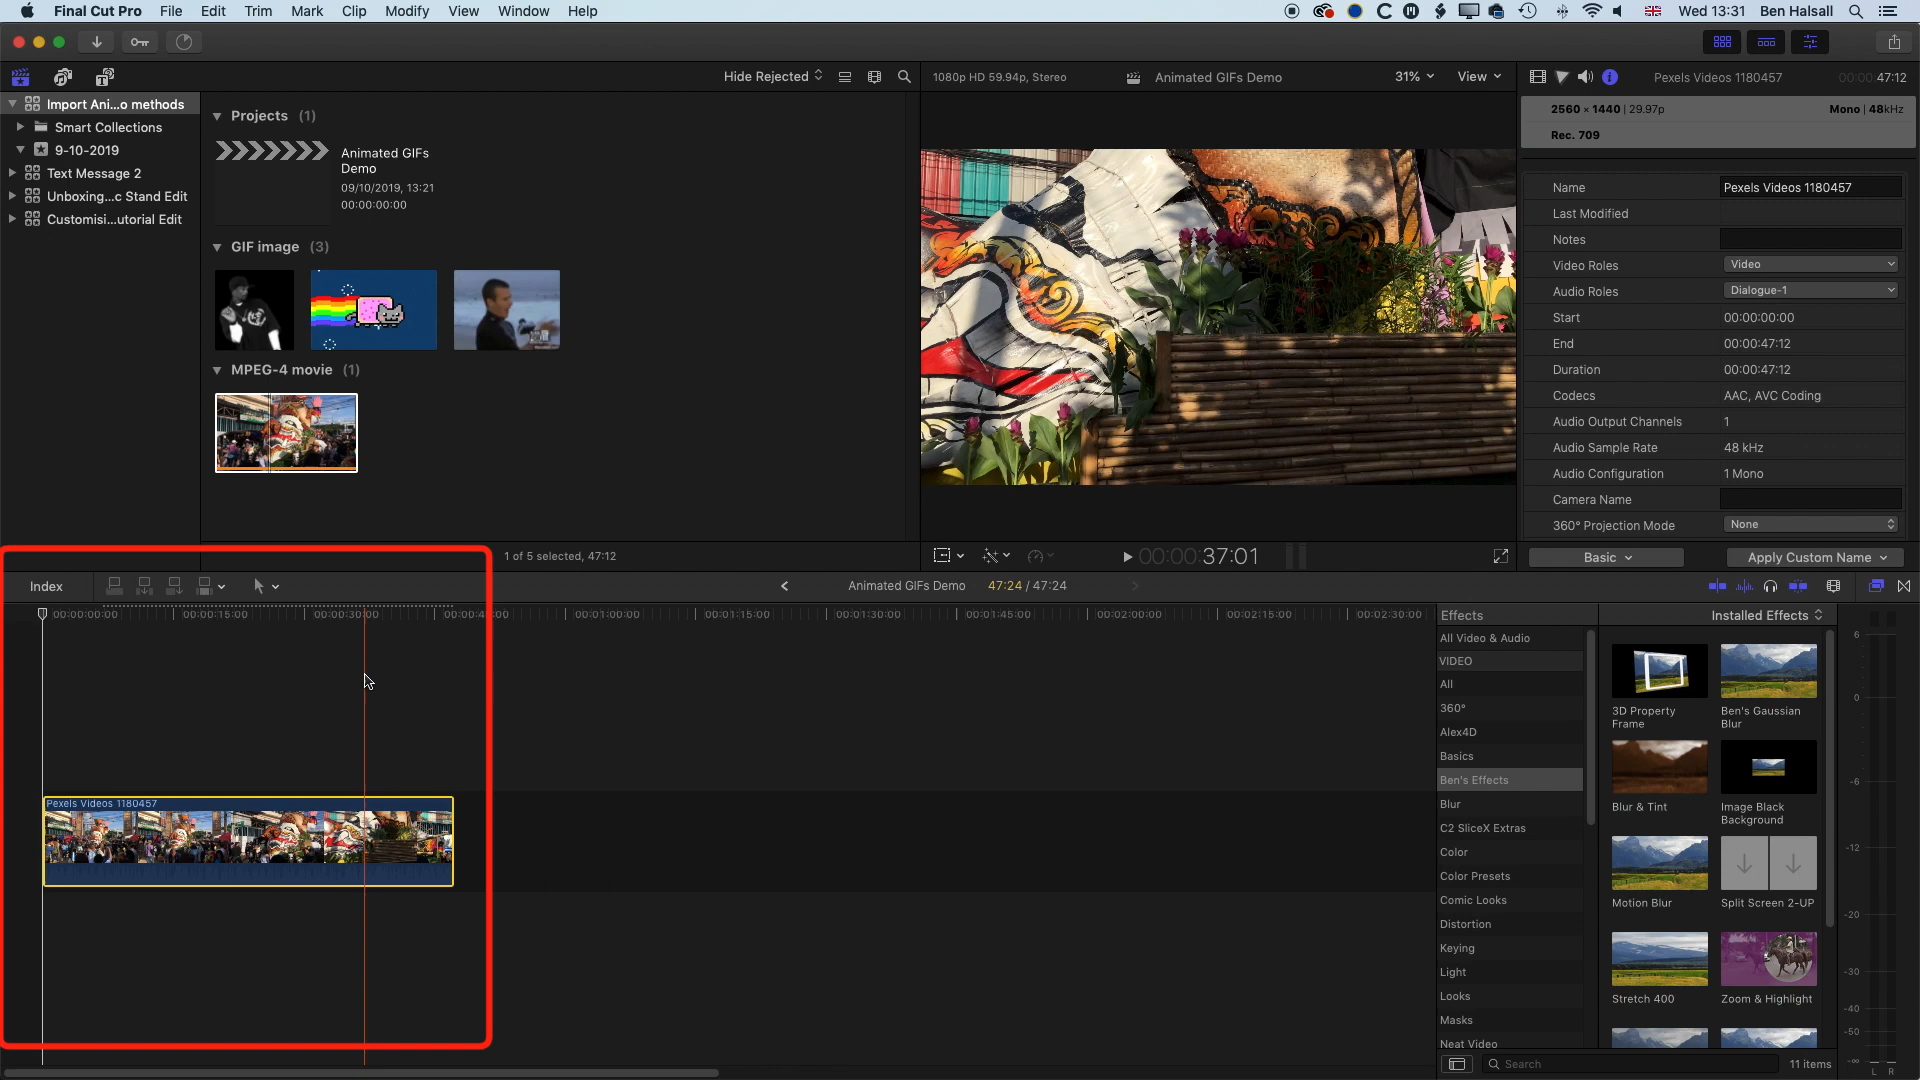 Final Cut Pro File Edit Trim Mark Clip Modify View Window Help Wed 13:31 Ben Halsall
Hide Rejected 1080p HD 59.94p, Stereo Animated GIFs Demo 31% View Pexels Videos 1180457 00:00:47:12
Import Ani...o methods
Smart Collections
9-10-2019
Text Message 2
Unboxing...c Stand Edit
Customisi...utorial Edit
Projects (1)
Animated GIFs
Demo
09/10/2019, 13:21
00:00:00:00
GIF image (3)
MPEG-4 movie (1)
1 of 5 selected, 47:12
00:00:37:01
2560 × 1440 | 29.97p Mono | 48kHz
Rec. 709
Name Pexels Videos 1180457
Last Modified
Notes
Video Roles Video
Audio Roles Dialogue-1
Start 00:00:00:00
End 00:00:47:12
Duration 00:00:47:12
Codecs AAC, AVC Coding
Audio Output Channels 1
Audio Sample Rate 48 kHz
Audio Configuration 1 Mono
Camera Name
360° Projection Mode None
Basic Apply Custom Name
Index Animated GIFs Demo 47:24 / 47:24
00:00:00:00 00:00:15:00 00:00:30:00 00:00:45:00 00:01:00:00 00:01:15:00 00:01:30:00 00:01:45:00 00:02:00:00 00:02:15:00 00:02:30:00
Pexels Videos 1180457
Effects Installed Effects
All Video & Audio
VIDEO
All
360°
Alex4D
Basics
Ben's Effects
Blur
C2 SliceX Extras
Color
Color Presets
Comic Looks
Distortion
Keying
Light
Looks
Masks
Neat Video
3D Property
Frame
Ben's Gaussian
Blur
Blur & Tint
Image Black
Background
Motion Blur
Split Screen 2-UP
Stretch 400
Zoom & Highlight
Search 11 items
6
0
-6
-12
-20
-30
-40
-50
-∞
L R